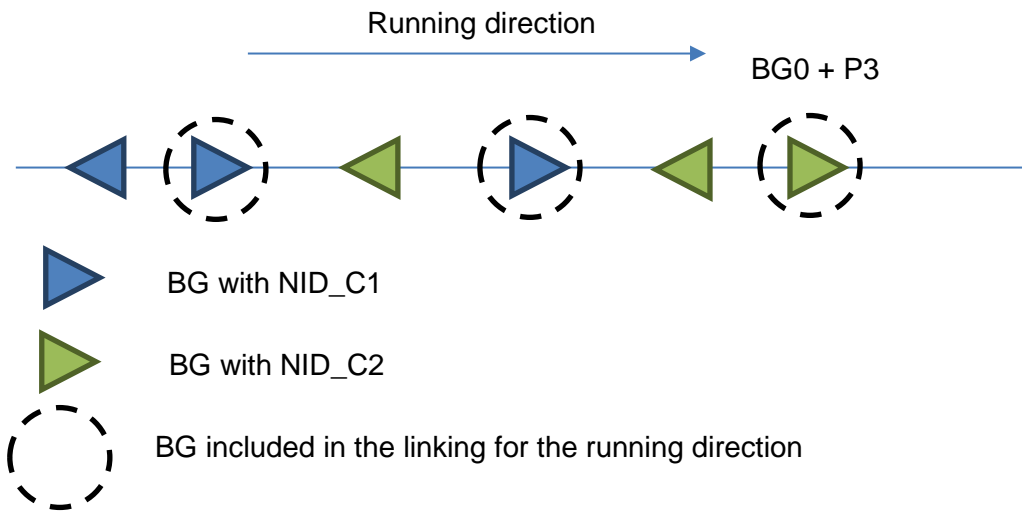 Running direction
BG0 + P3
BG with NID_C1
BG with NID_C2
BG included in the linking for the running direction